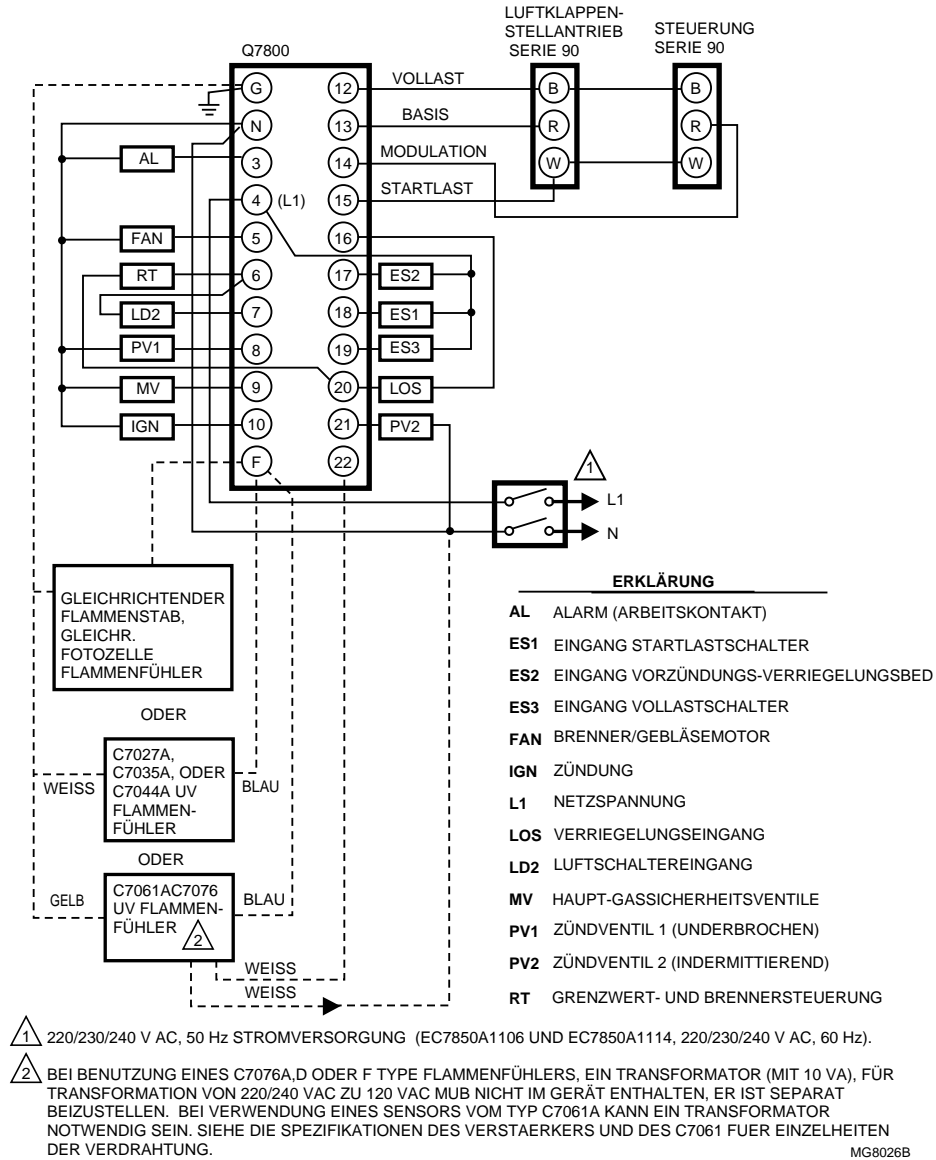 LUFTKLAPPEN-
STELLANTRIEB
SERIE 90
STEUERUNG
SERIE 90
Q7800
G
12
VOLLAST
B
B
N
13
BASIS
R
R
AL
3
14
MODULATION
W
W
4
(L1)
15
STARTLAST
FAN
5
16
RT
6
17
ES2
LD2
7
18
ES1
PV1
8
19
ES3
MV
9
20
LOS
IGN
10
21
PV2
F
22
1
L1
N
GLEICHRICHTENDER
FLAMMENSTAB,
GLEICHR.
FOTOZELLE
FLAMMENFÜHLER
ODER
WEISS
C7027A,
C7035A, ODER
C7044A UV
FLAMMEN-
FÜHLER
BLAU
ODER
GELB
C7061AC7076
UV FLAMMEN-
FÜHLER
2
BLAU
WEISS
WEISS
ERKLÄRUNG
AL ALARM (ARBEITSKONTAKT)
ES1 EINGANG STARTLASTSCHALTER
ES2 EINGANG VORZÜNDUNGS-VERRIEGELUNGSBED
ES3 EINGANG VOLLASTSCHALTER
FAN BRENNER/GEBLÄSEMOTOR
IGN ZÜNDUNG
L1 NETZSPANNUNG
LOS VERRIEGELUNGSEINGANG
LD2 LUFTSCHALTEREINGANG
MV HAUPT-GASSICHERHEITSVENTILE
PV1 ZÜNDVENTIL 1 (UNDERBROCHEN)
PV2 ZÜNDVENTIL 2 (INDERMITTIEREND)
RT GRENZWERT- UND BRENNERSTEUERUNG
1 220/230/240 V AC, 50 Hz STROMVERSORGUNG (EC7850A1106 UND EC7850A1114, 220/230/240 V AC, 60 Hz).
2 BEI BENUTZUNG EINES C7076A,D ODER F TYPE FLAMMENFÜHLERS, EIN TRANSFORMATOR (MIT 10 VA), FÜR
TRANSFORMATION VON 220/240 VAC ZU 120 VAC MUB NICHT IM GERÄT ENTHALTEN, ER IST SEPARAT
BEIZUSTELLEN. BEI VERWENDUNG EINES SENSORS VOM TYP C7061A KANN EIN TRANSFORMATOR
NOTWENDIG SEIN. SIEHE DIE SPEZIFIKATIONEN DES VERSTAERKERS UND DES C7061 FUER EINZELHEITEN
DER VERDRAHTUNG.
MG8026B